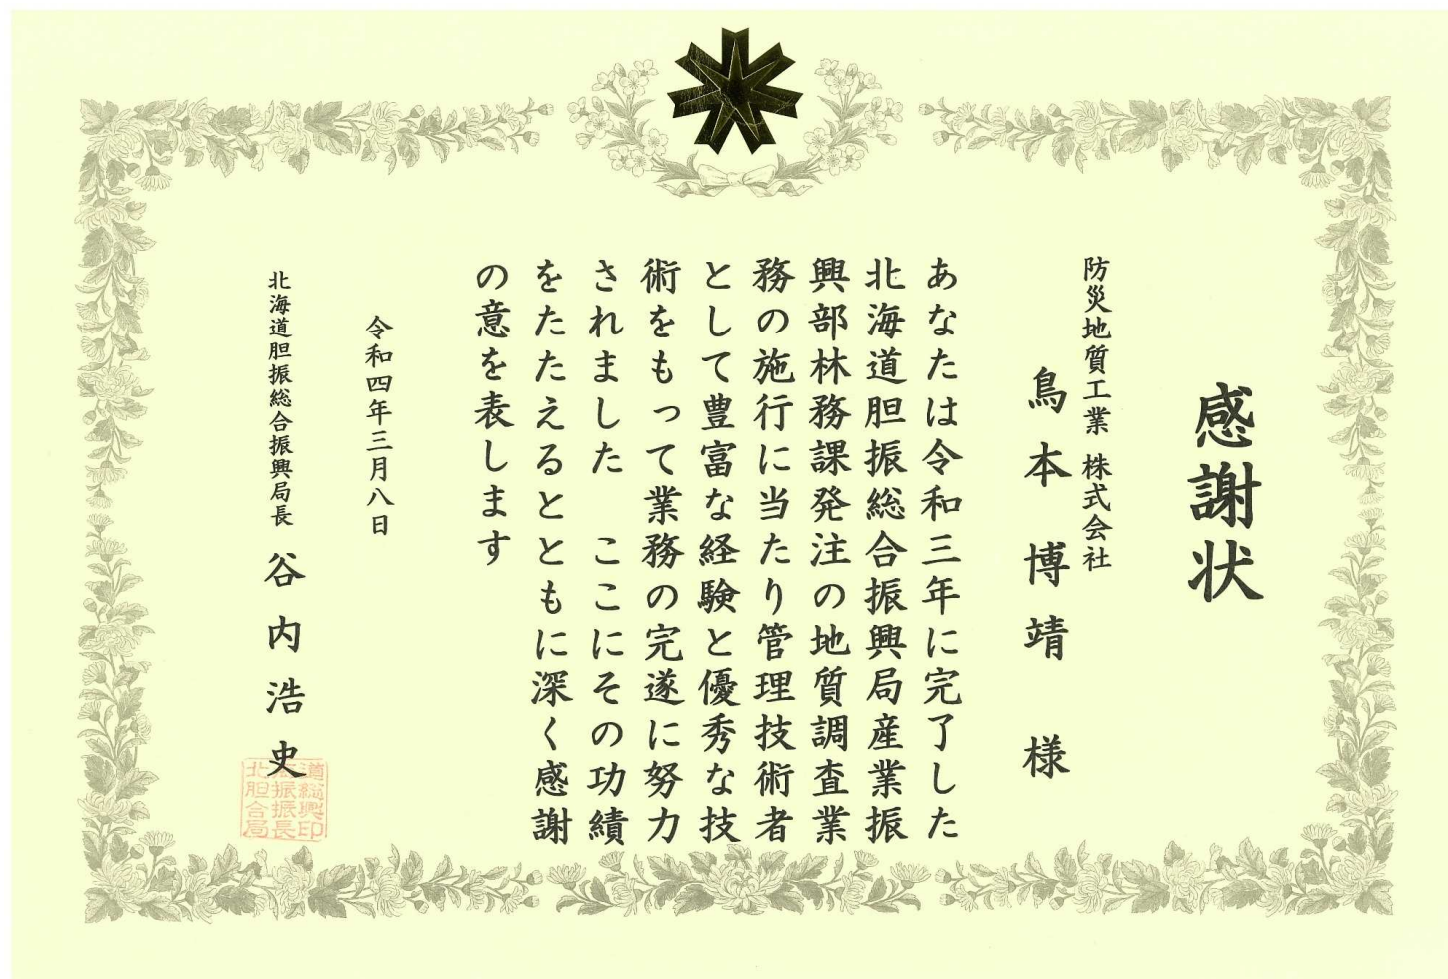 感謝状
防災地質工業 株式会社
鳥本 博靖 様
あなたは令和三年に完了した
北海道胆振総合振興局産業振
興部林務課発注の地質調査業
務の施行に当たり管理技術者
として豊富な経験と優秀な技
術をもって業務の完遂に努力
されました ここにその功績
をたたえるとともに深く感謝
の意を表します
令和四年三月八日
北海道胆振総合振興局長 谷内浩史
北海道
胆振総
合振興
局長印